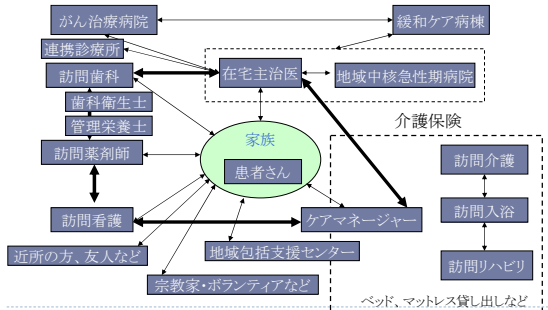 がん治療病院
緩和ケア病棟
連携診療所
訪問歯科
在宅主治医
地域中核急性期病院
歯科衛生士
管理栄養士
介護保険
家族
訪問薬剤師
患者さん
訪問介護
訪問看護
ケアマネージャー
訪問入浴
近所の方、友人など
地域包括支援センター
訪問リハビリ
宗教家・ボランティアなど
ベッド、マットレス貸し出しなど